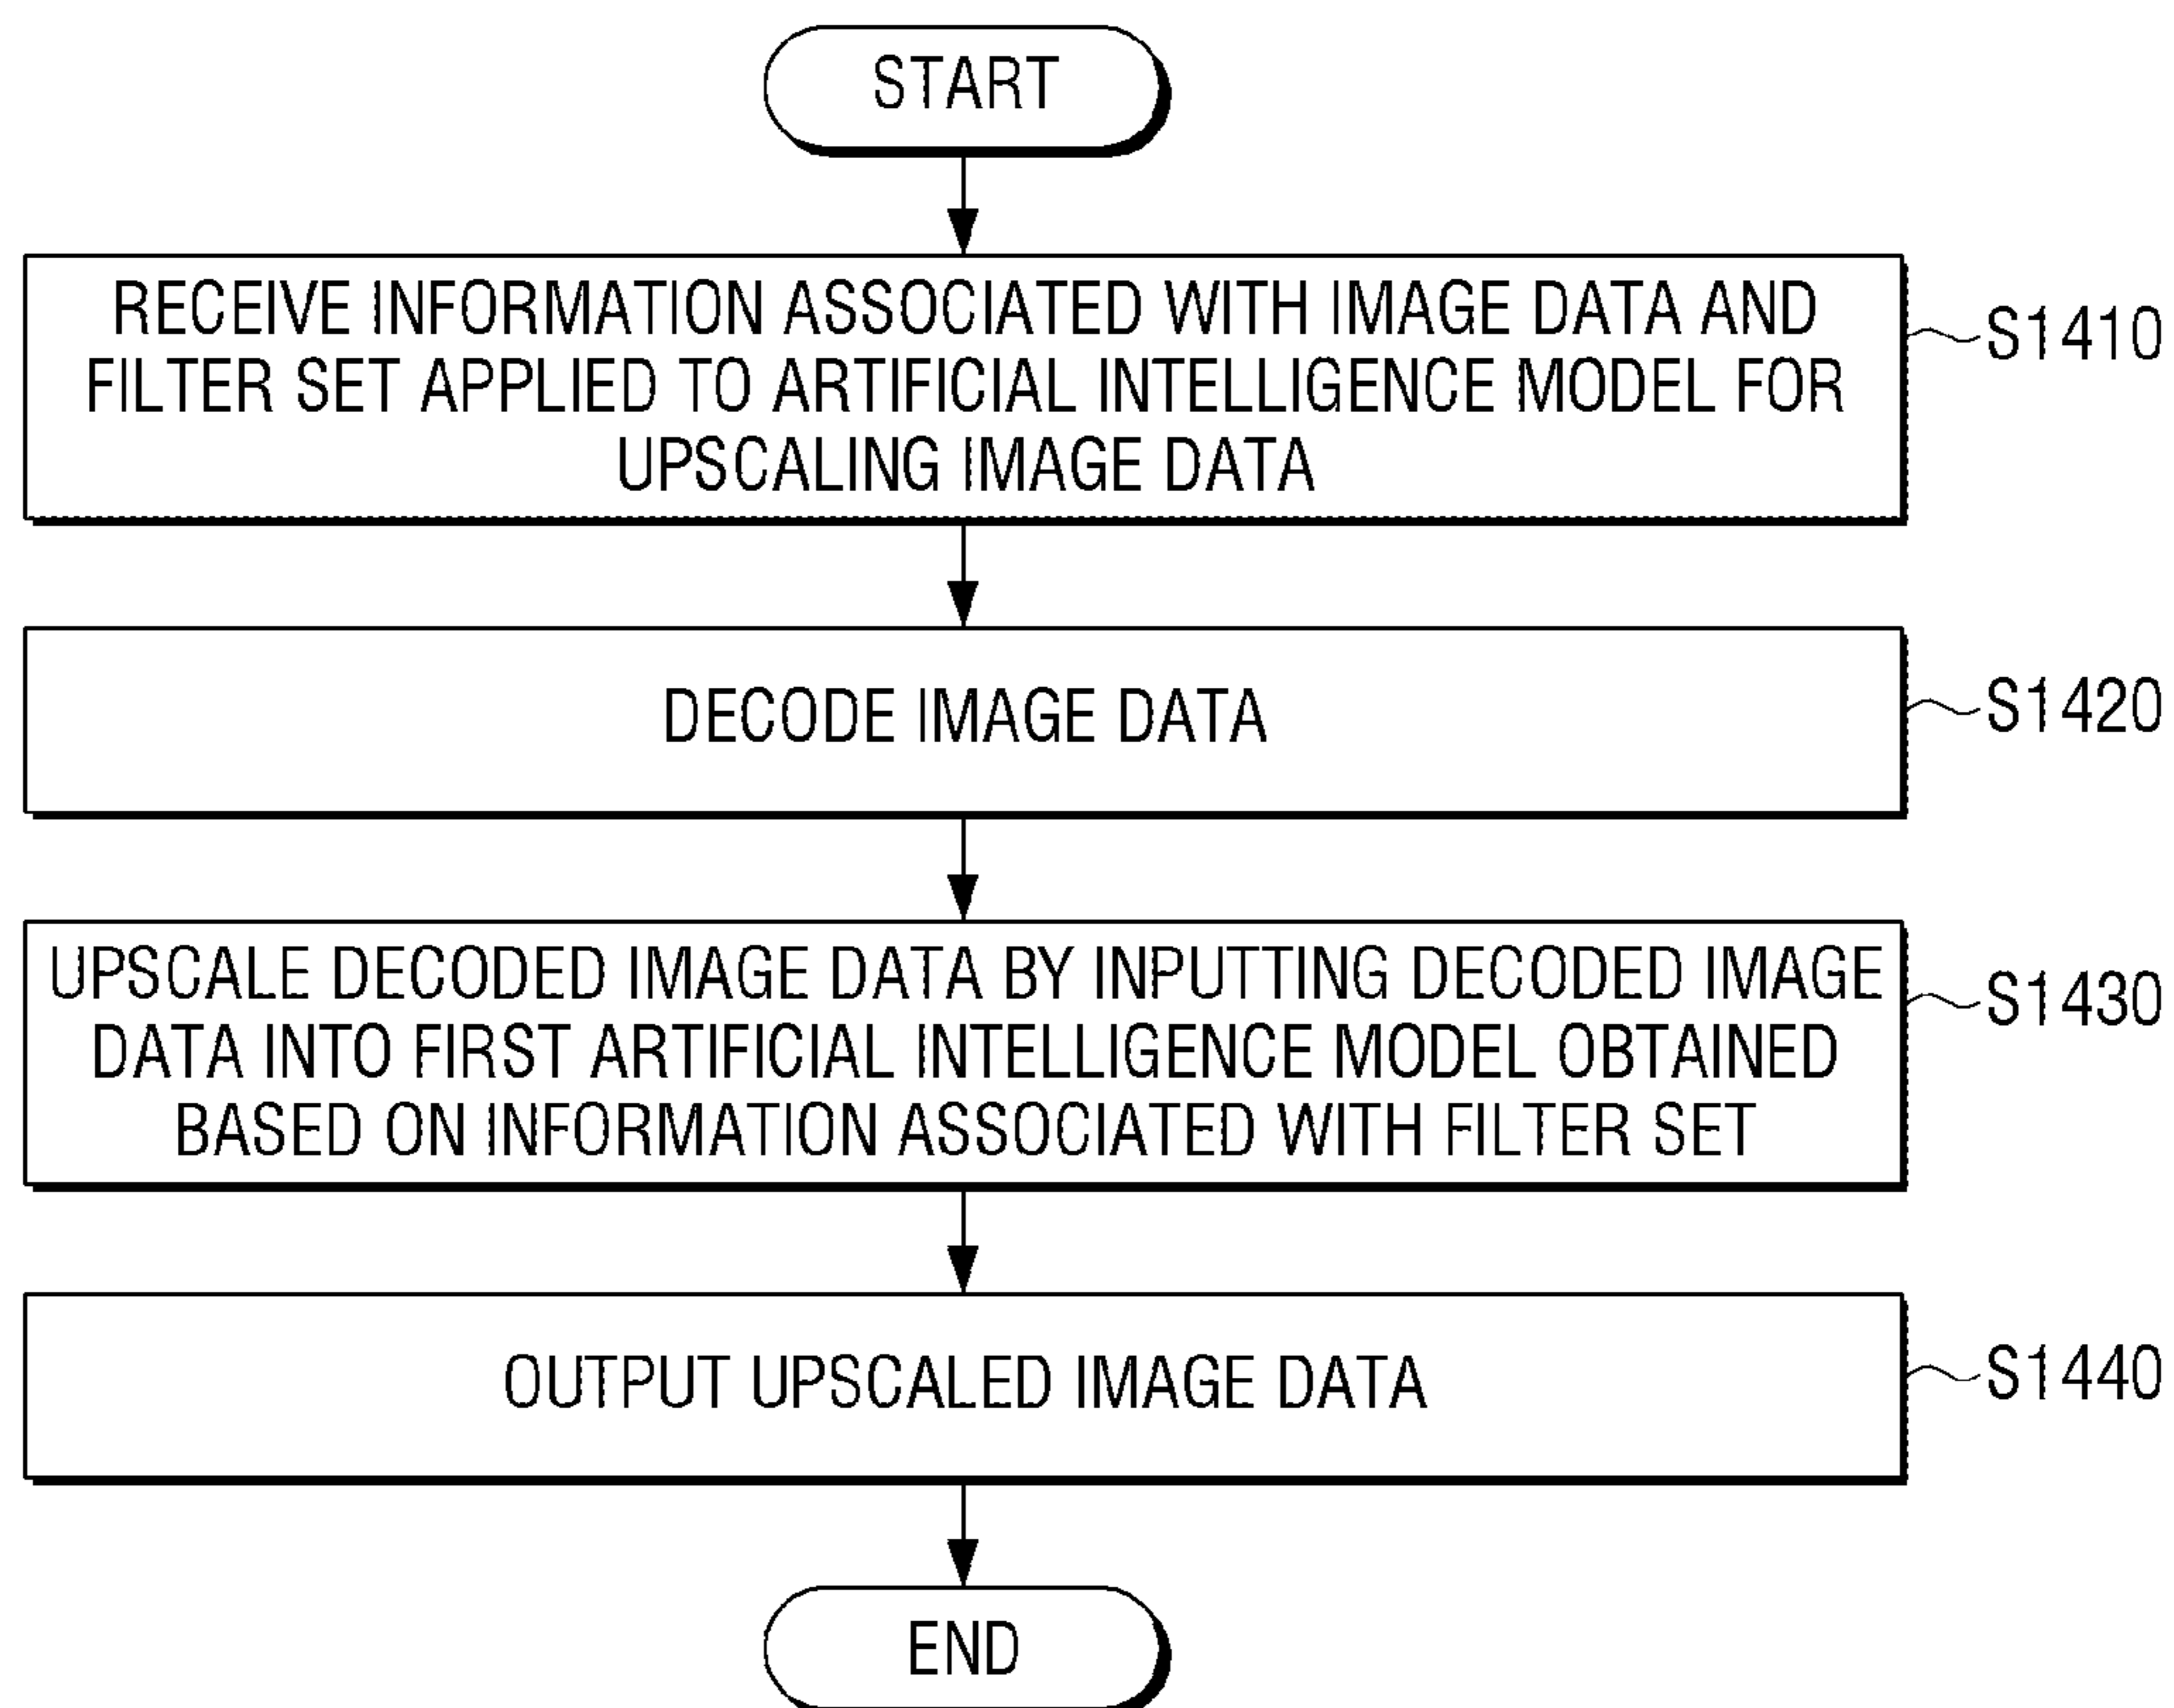 START
RECEIVE INFORMATION ASSOCIATED WITH IMAGE DATA AND
FILTER SET APPLIED TO ARTIFICIAL INTELLIGENCE MODEL FOR
UPSCALING IMAGE DATA
S1410
DECODE IMAGE DATA
S1420
UPSCALE DECODED IMAGE DATA BY INPUTTING DECODED IMAGE
DATA INTO FIRST ARTIFICIAL INTELLIGENCE MODEL OBTAINED
BASED ON INFORMATION ASSOCIATED WITH FILTER SET
S1430
OUTPUT UPSCALED IMAGE DATA
S1440
END